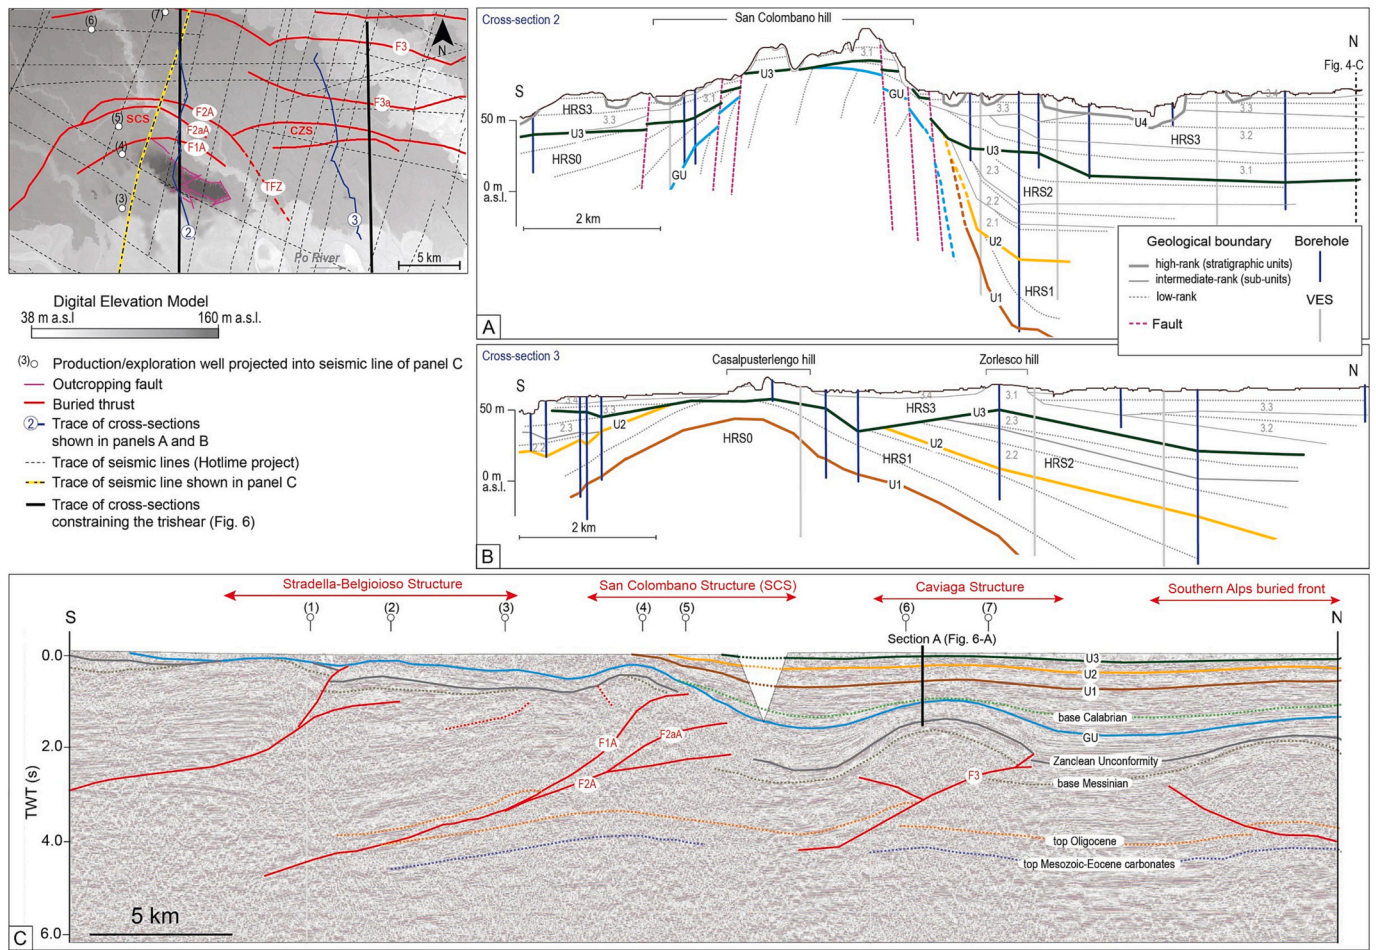 (6)
(7)
N
F3
F3a
SCS
F2A
(5)
F2aA
CZS
F1A
(4)
TFZ
(3)
2
3
Po River
5 km
Digital Elevation Model
38 m a.s.l.
160 m a.s.l.
(3) Production/exploration well projected into seismic line of panel C
Outcropping fault
Buried thrust
2 Trace of cross-sections
shown in panels A and B
Trace of seismic lines (Hotlime project)
Trace of seismic line shown in panel C
Trace of cross-sections
constraining the trishear (Fig. 6)
Cross-section 2
San Colombano hill
N
Fig. 4-C
S
U3
3.1
GU
HRS3
3.1
3.3
3.3
U4
HRS3
3.2
50 m
U3
HRS0
GU
U3
3.1
2.3
HRS2
0 m
a.s.l.
2.2
2.1
2 km
U2
HRS1
U1
Geological boundary
Borehole
high-rank (stratigraphic units)
intermediate-rank (sub-units)
low-rank
VES
Fault
A
Cross-section 3
S
Casalpusterlengo hill
Zorlesco hill
N
3.4
3.3
3.4
3.1
HRS3
U3
3.3
3.2
50 m
U2
2.3
2.2
HRS0
U2
2.3
2.2
HRS1
HRS2
0 m
a.s.l.
U1
2 km
B
Stradella-Belgioioso Structure
San Colombano Structure (SCS)
Caviaga Structure
Southern Alps buried front
S
(1)
(2)
(3)
(4)
(5)
(6)
(7)
N
Section A (Fig. 6-A)
0.0
U3
U2
U1
base Calabrian
GU
F1A
F2aA
2.0
Zanclean Unconformity
F3
base Messinian
F2A
TWT (s)
4.0
top Oligocene
top Mesozoic-Eocene carbonates
5 km
6.0
C